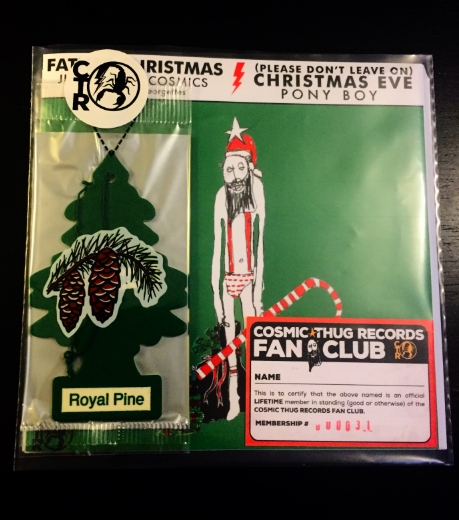 CTR
FAT
CHRISTMAS
COSMICS
(PLEASE DON'T LEAVE ON)
CHRISTMAS EVE
PONY BOY
Royal Pine
COSMIC THUG RECORDS
FAN CLUB
CTR
NAME
This is to certify that the above named is an official
LIFETIME member in standing (good or otherwise) of the
COSMIC THUG RECORDS FAN CLUB.
MEMBERSHIP #